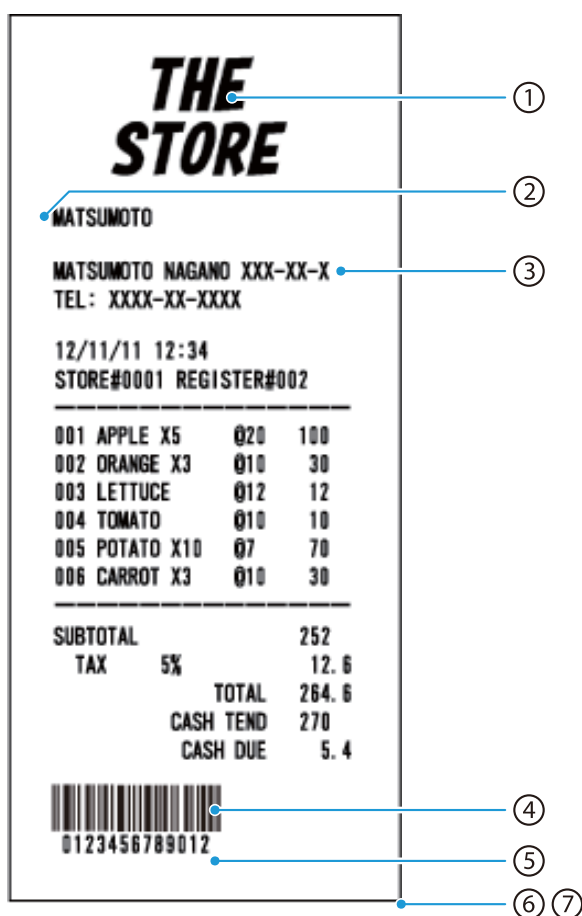 THE
STORE
MATSUMOTO
MATSUMOTO NAGANO XXX-XX-X
TEL: XXXX-XX-XXXX
12/11/11 12:34
STORE#0001 REGISTER#002
001 APPLE X5 @20 100
002 ORANGE X3 @10 30
003 LETTUCE @12 12
004 TOMATO @10 10
005 POTATO X10 @7 70
006 CARROT X3 @10 30
SUBTOTAL 252
TAX 5% 12.6
TOTAL 264.6
CASH TEND 270
CASH DUE 5.4
0123456789012
①
②
③
④
⑤
⑥ ⑦